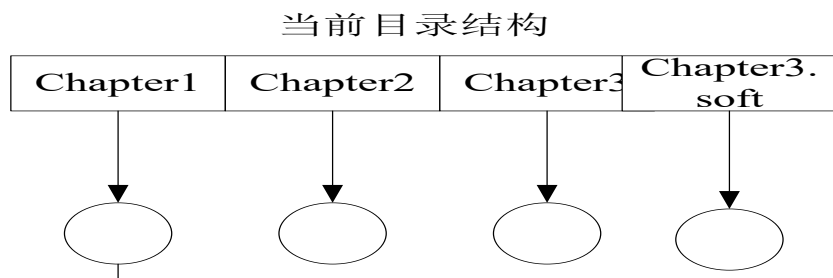 当前目录结构
Chapter1
Chapter2
Chapter3
Chapter3.
soft